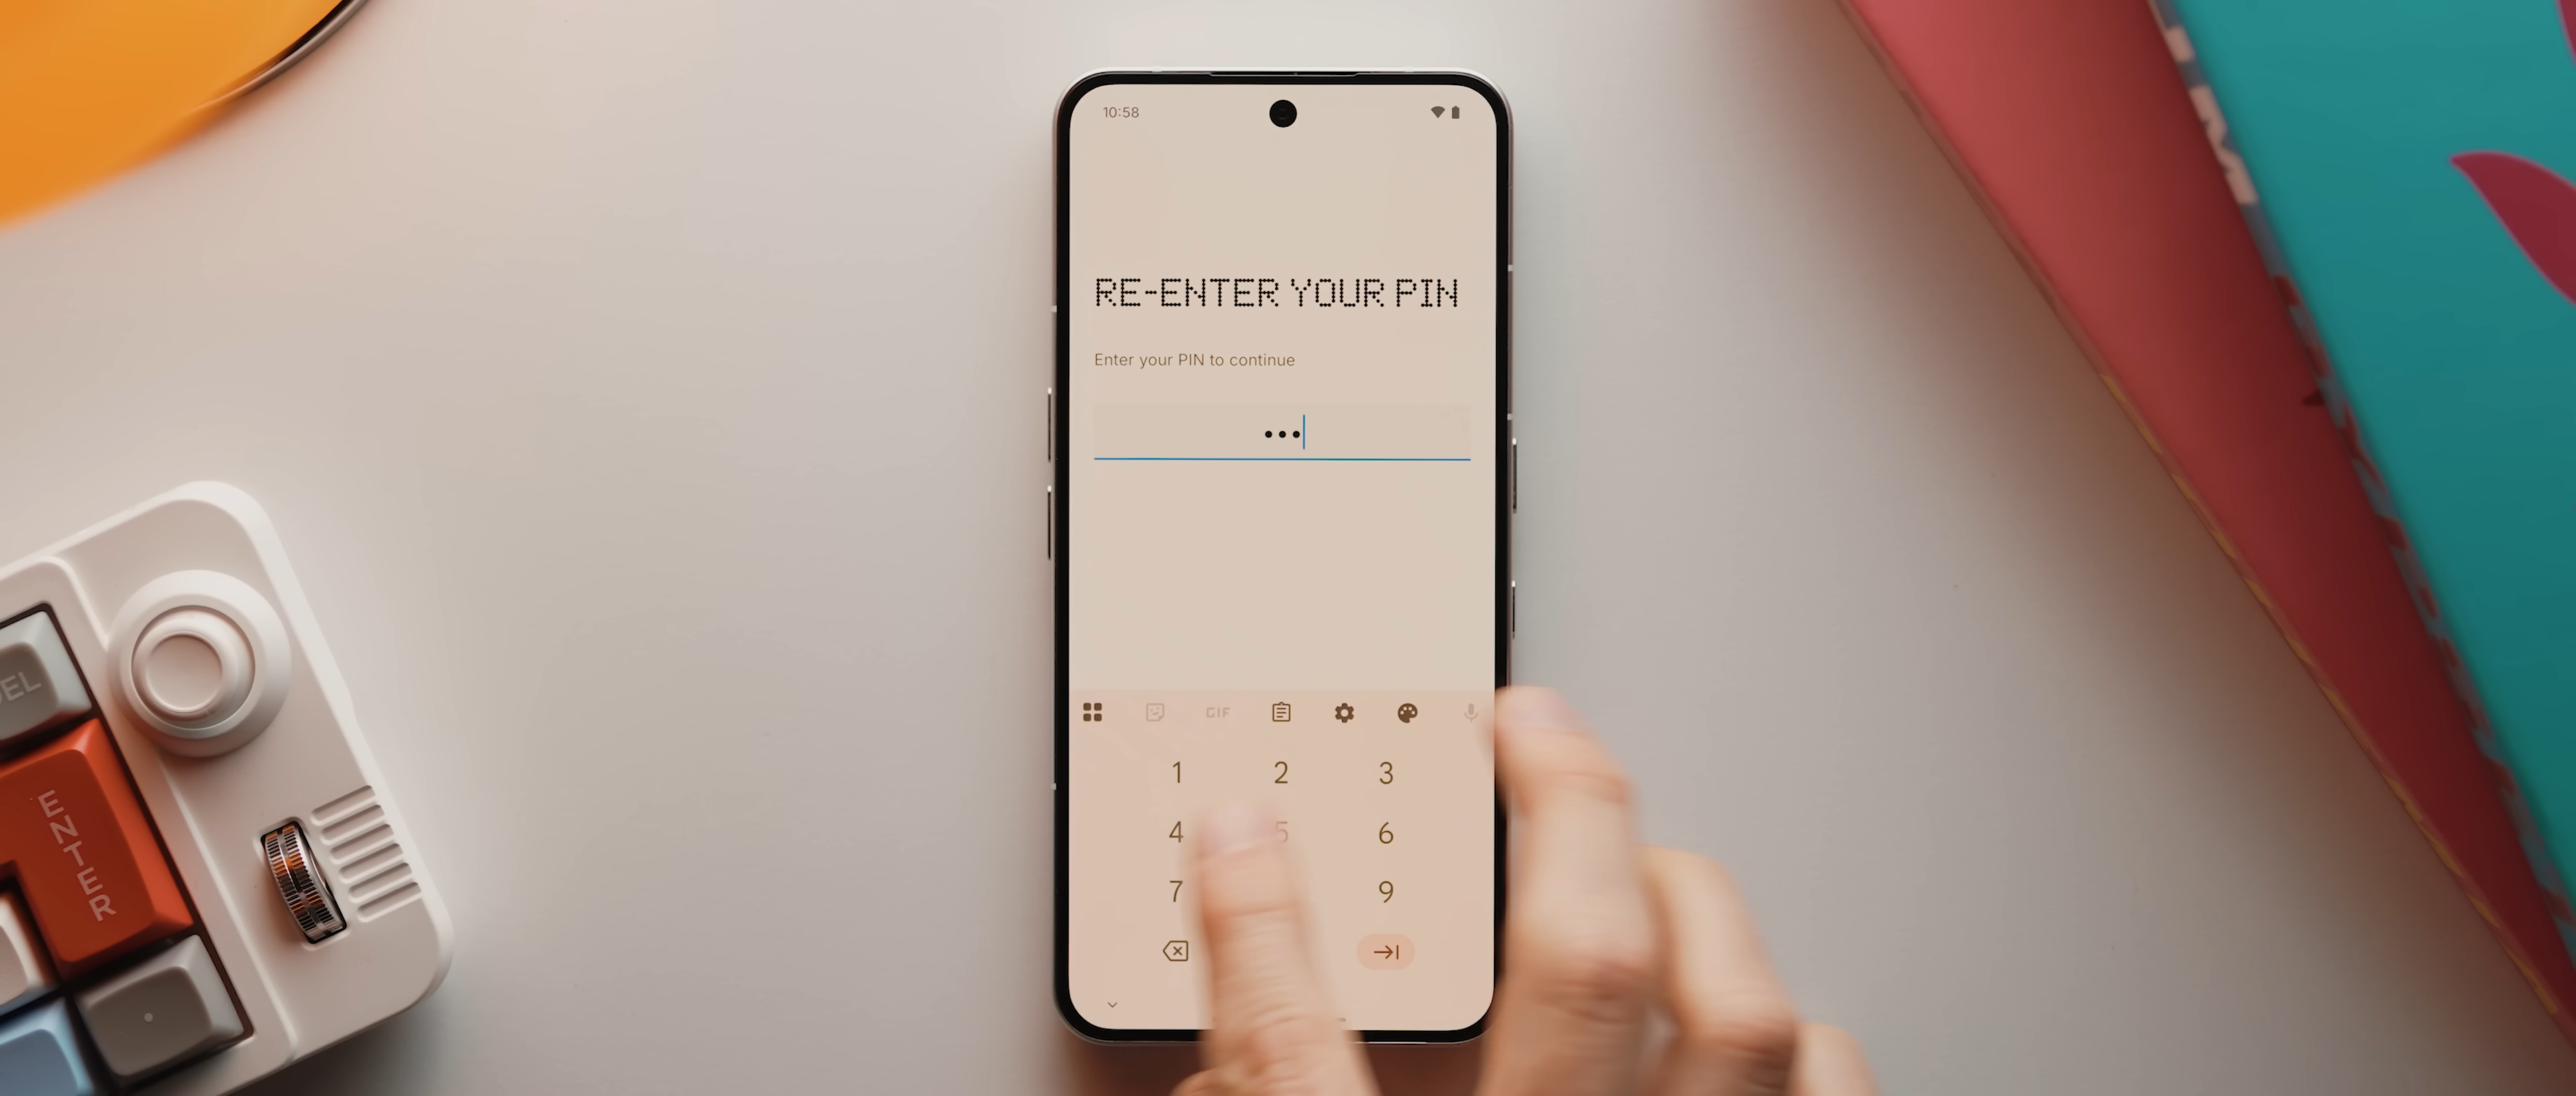 10:58
RE-ENTER YOUR PIN
Enter your PIN to continue
•••
GIF
1 2 3
4 5 6
7 9
ENTER